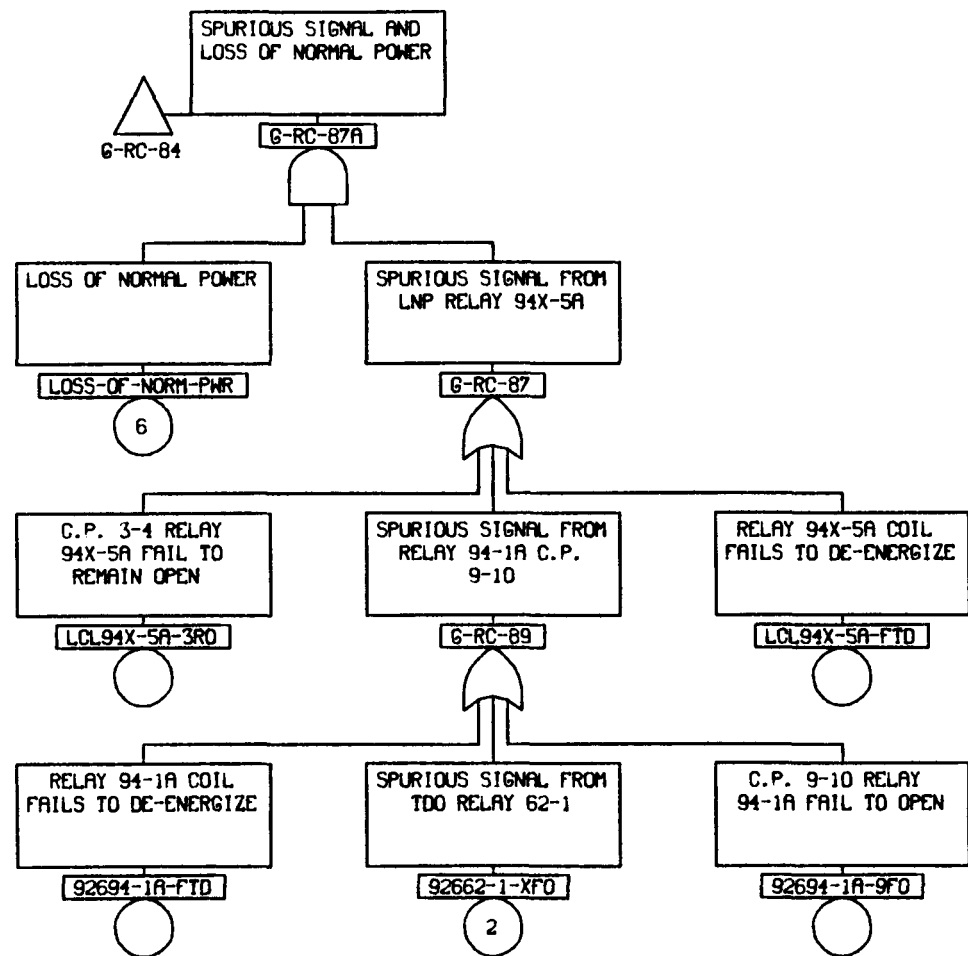 SPURIOUS SIGNAL AND
LOSS OF NORMAL POWER
G-RC-84
G-RC-87A
LOSS OF NORMAL POWER
LOSS-OF-NORM-PWR
6
SPURIOUS SIGNAL FROM
LNP RELAY 94X-5A
G-RC-87
C.P. 3-4 RELAY
94X-5A FAIL TO
REMAIN OPEN
LCL94X-5A-3RO
SPURIOUS SIGNAL FROM
RELAY 94-1A C.P.
9-10
G-RC-89
RELAY 94X-5A COIL
FAILS TO DE-ENERGIZE
LCL94X-5A-FTD
RELAY 94-1A COIL
FAILS TO DE-ENERGIZE
92694-1A-FTD
SPURIOUS SIGNAL FROM
TDO RELAY 62-1
92662-1-XFO
2
C.P. 9-10 RELAY
94-1A FAIL TO OPEN
92694-1A-9FO